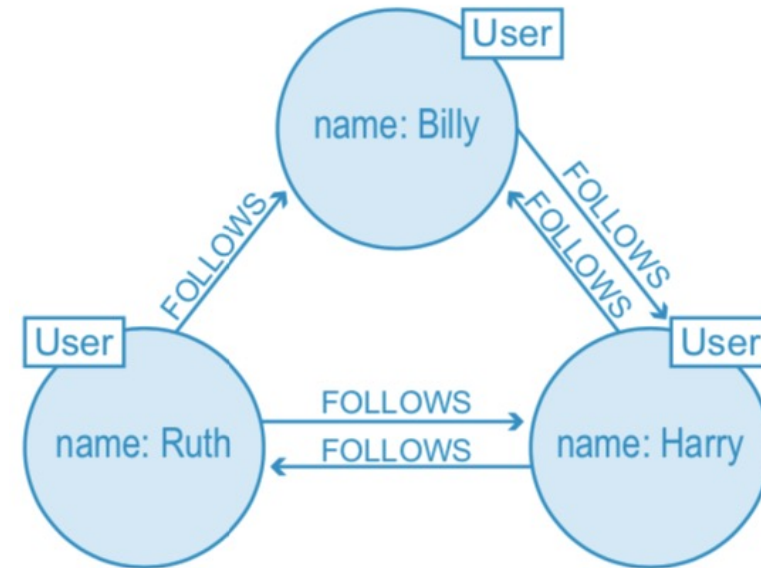 User
name: Billy
FOLLOWS
FOLLOWS
FOLLOWS
User
User
name: Ruth
FOLLOWS
FOLLOWS
name: Harry